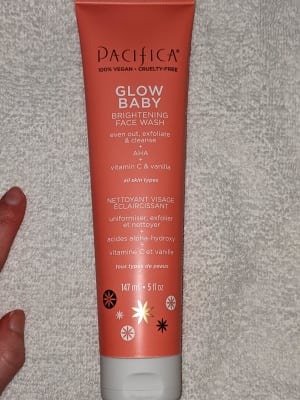 PACIFICA®
100% VEGAN • CRUELTY-FREE
GLOW
BABY
BRIGHTENING
FACE WASH
even out, exfoliate
& cleanse
+
AHA
+
vitamin C & vanilla
all skin types
NETTOYANT VISAGE
ÉCLAIRCISSANT
uniformiser, exfolier
et nettoyer
+
acides alpha-hydroxy
+
vitamine C et vanille
tous types de peaux
147 ml • 5 fl oz